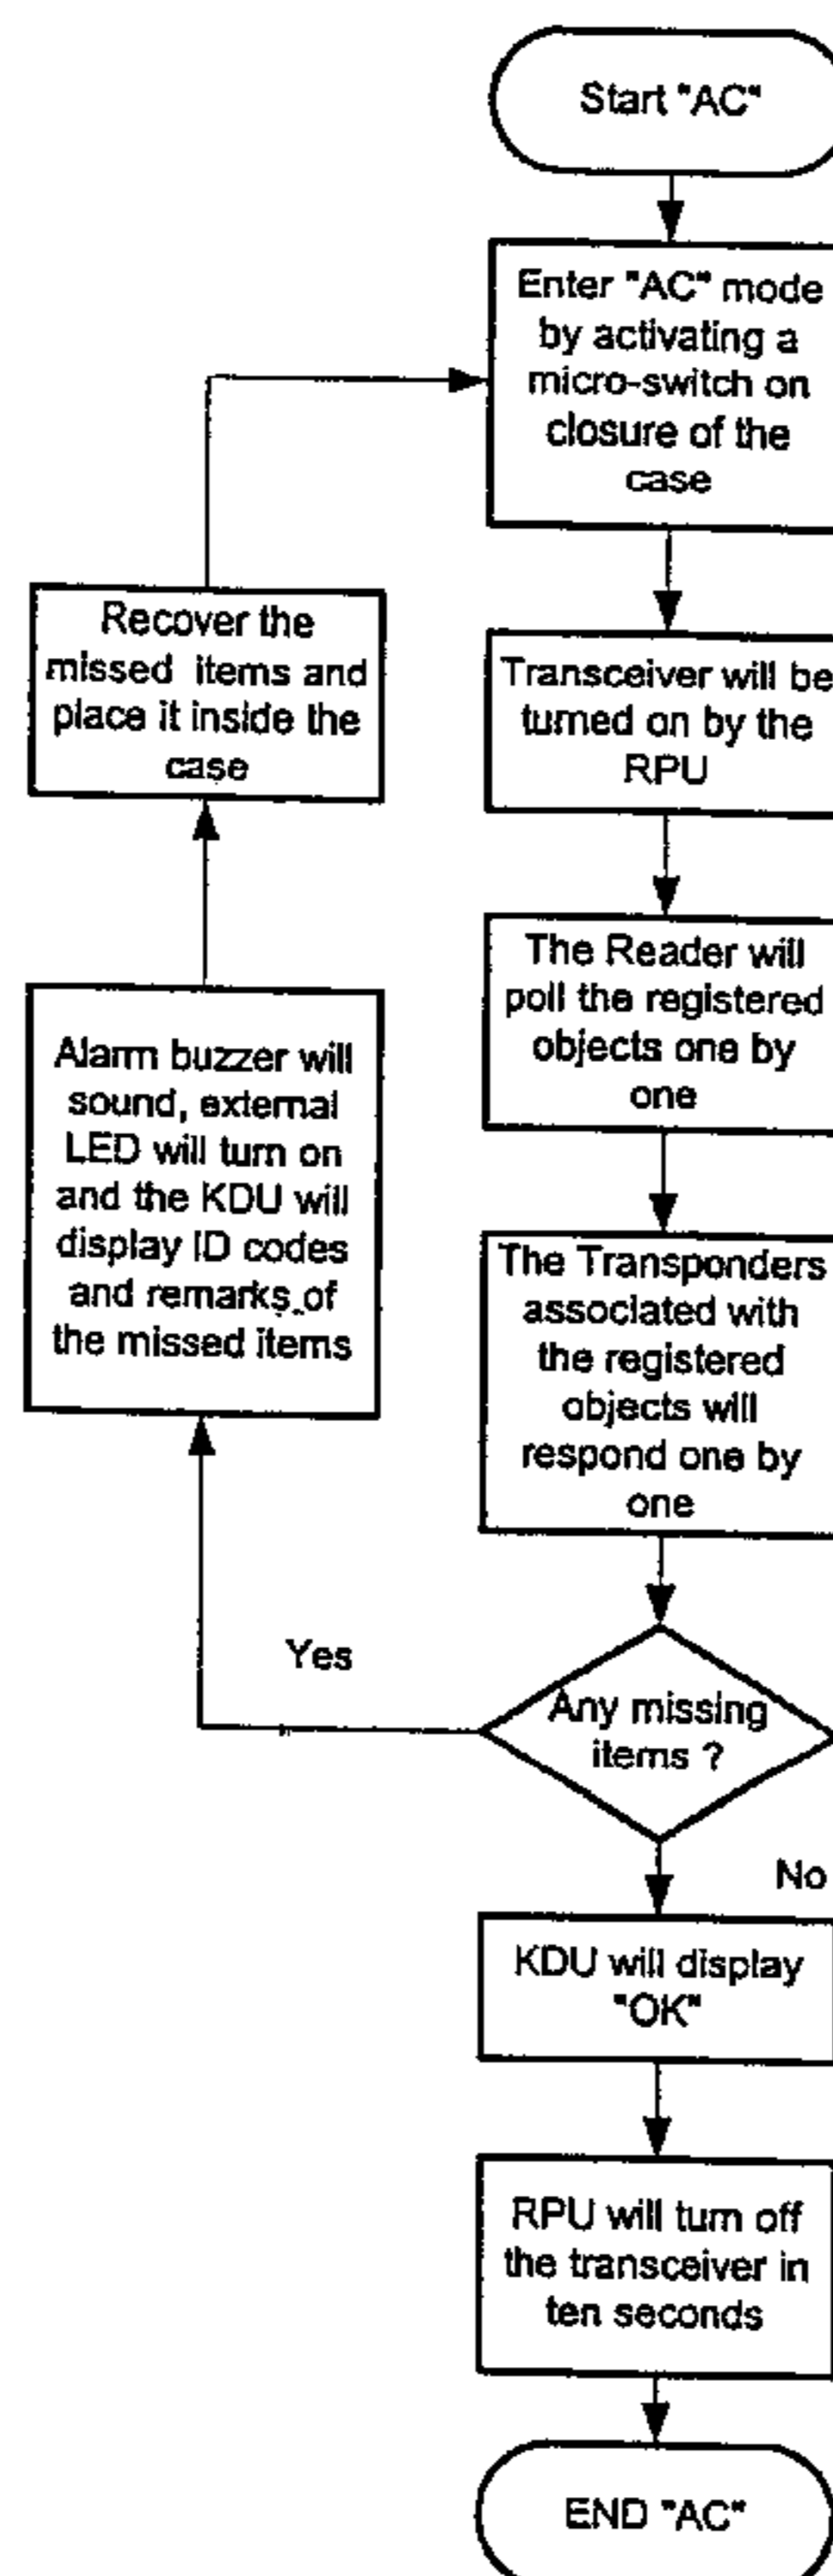 Start "AC"
Enter "AC" mode
by activating a
micro-switch on
closure of the
case
Recover the
missed items and
place it inside the
case
Transceiver will be
turned on by the
RPU
The Reader will
poll the registered
objects one by
one
Alarm buzzer will
sound, external
LED will turn on
and the KDU will
display ID codes
and remarks of
the missed items
The Transponders
associated with
the registered
objects will
respond one by
one
Yes
Any missing
items ?
No
KDU will display
"OK"
RPU will turn off
the transceiver in
ten seconds
END "AC"